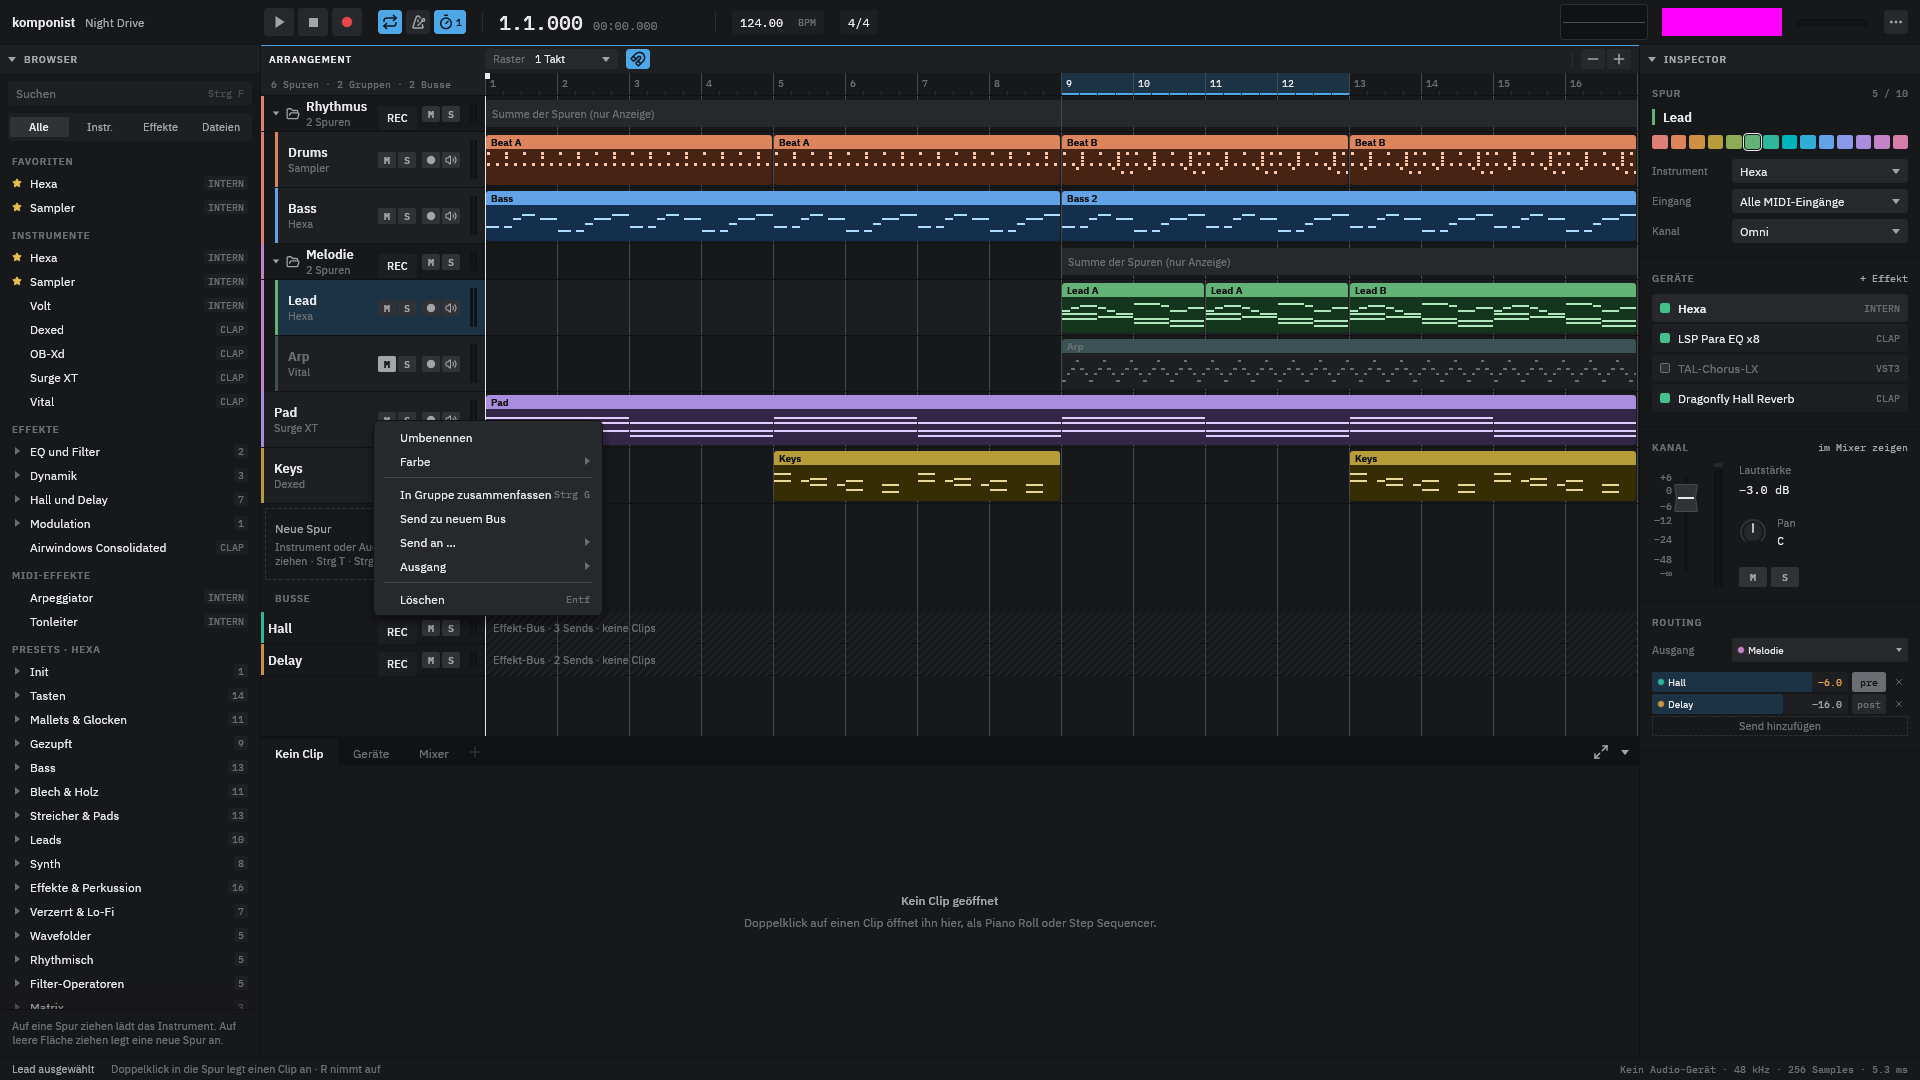 komponist Night Drive
1
1.1.000 00:00.000
124.00 BPM
4/4
BROWSER
Suchen Strg F
Alle Instr. Effekte Dateien
FAVORITEN
Hexa INTERN
Sampler INTERN
INSTRUMENTE
Hexa INTERN
Sampler INTERN
Volt INTERN
Dexed CLAP
OB-Xd CLAP
Surge XT CLAP
Vital CLAP
EFFEKTE
EQ und Filter 2
Dynamik 3
Hall und Delay 7
Modulation 3
Airwindows Consolidated CLAP
MIDI-EFFEKTE
Arpeggiator INTERN
Tonleiter INTERN
PRESETS · HEXA
Init 1
Tasten 14
Mallets & Glocken 11
Gezupft 9
Bass 13
Blech & Holz 11
Streicher & Pads 13
Leads 10
Synth 8
Effekte & Perkussion 16
Verzerrt & Lo-Fi 7
Wavefolder 5
Rhythmisch 5
Filter-Operatoren 5
Matrix 3
Auf eine Spur ziehen lädt das Instrument. Auf
leere Fläche ziehen legt eine neue Spur an.
ARRANGEMENT
Raster 1 Takt
6 Spuren · 2 Gruppen · 2 Busse
1 2 3 4 5 6 7 8 9 10 11 12 13 14 15 16
Rhythmus
2 Spuren
REC M S
Summe der Spuren (nur Anzeige)
Drums
Sampler
M S
Beat A Beat A Beat B Beat B
Bass
Hexa
M S
Bass Bass 2
Melodie
2 Spuren
REC M S
Summe der Spuren (nur Anzeige)
Lead
Hexa
M S
Lead A Lead A Lead B
Arp
Vital
M S
Arp
Pad
Surge XT
Pad
Keys
Dexed
Keys Keys
Umbenennen
Farbe
In Gruppe zusammenfassen Strg G
Send zu neuem Bus
Send an ...
Ausgang
Löschen Entf
Neue Spur
Instrument oder Au
ziehen · Strg T · Strg
BUSSE
Hall
REC M S
Effekt-Bus · 3 Sends · keine Clips
Delay
REC M S
Effekt-Bus · 2 Sends · keine Clips
Kein Clip Geräte Mixer +
Kein Clip geöffnet
Doppelklick auf einen Clip öffnet ihn hier, als Piano Roll oder Step Sequencer.
INSPECTOR
SPUR 5 / 10
Lead
Instrument Hexa
Eingang Alle MIDI-Eingänge
Kanal Omni
GERÄTE + Effekt
Hexa INTERN
LSP Para EQ x8 CLAP
TAL-Chorus-LX VST3
Dragonfly Hall Reverb CLAP
KANAL im Mixer zeigen
+6
0
−6
−12
−24
−48
−∞
Lautstärke
−3.0 dB
Pan
C
M S
ROUTING
Ausgang Melodie
Hall −6.0 pre ×
Delay −16.0 post ×
Send hinzufügen
Lead ausgewählt Doppelklick in die Spur legt einen Clip an · R nimmt auf
Kein Audio-Gerät · 48 kHz · 256 Samples · 5.3 ms